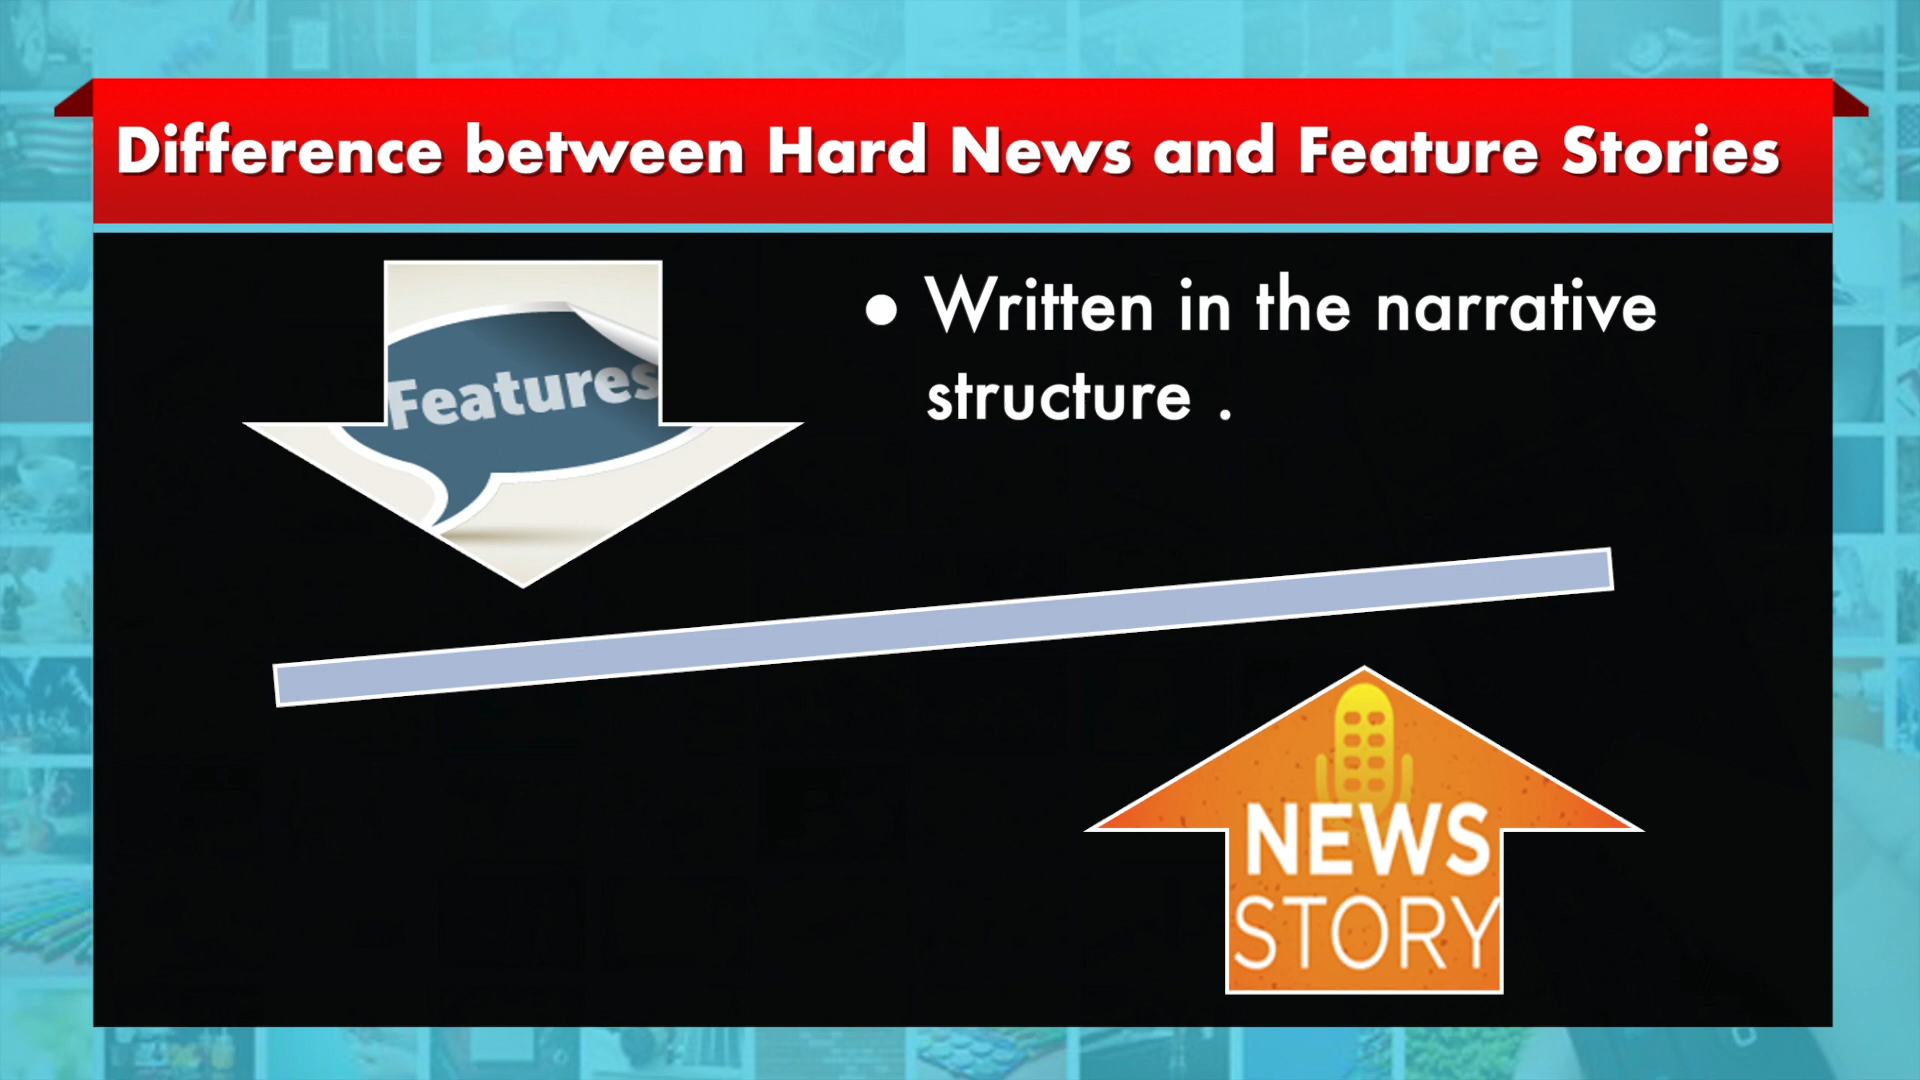 Difference between Hard News and Feature Stories
Features
• Written in the narrative
structure .
NEWS
STORY